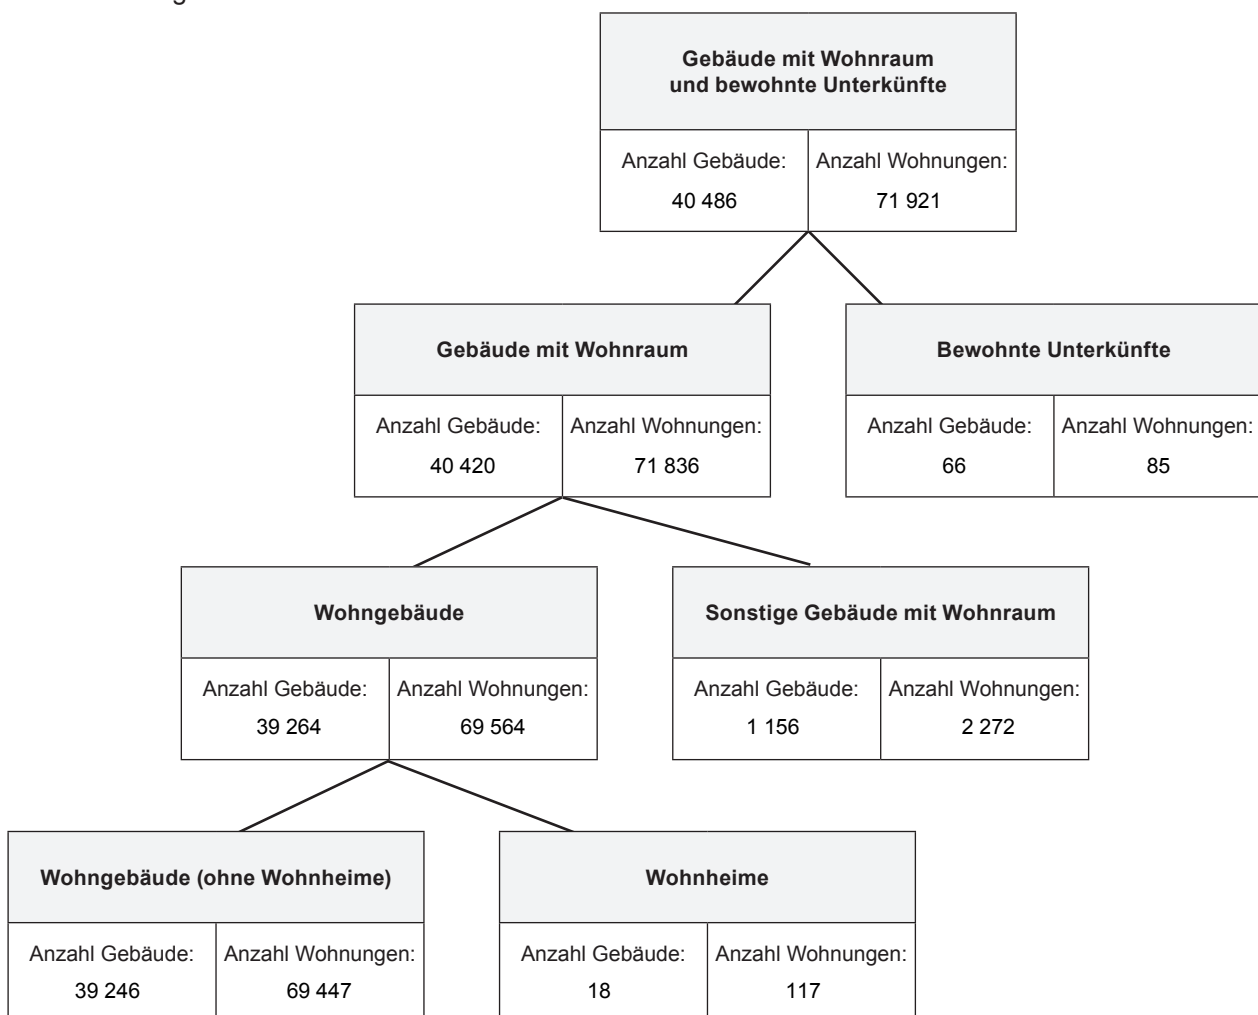 Gebäude mit Wohnraum
und bewohnte Unterkünfte
Anzahl Gebäude: Anzahl Wohnungen:
40 486 71 921
Gebäude mit Wohnraum Bewohnte Unterkünfte
Anzahl Gebäude: Anzahl Wohnungen: Anzahl Gebäude: Anzahl Wohnungen:
40 420 71 836 66 85
Wohngebäude Sonstige Gebäude mit Wohnraum
Anzahl Gebäude: Anzahl Wohnungen: Anzahl Gebäude: Anzahl Wohnungen:
39 264 69 564 1 156 2 272
Wohngebäude (ohne Wohnheime) Wohnheime
Anzahl Gebäude: Anzahl Wohnungen: Anzahl Gebäude: Anzahl Wohnungen:
39 246 69 447 18 117